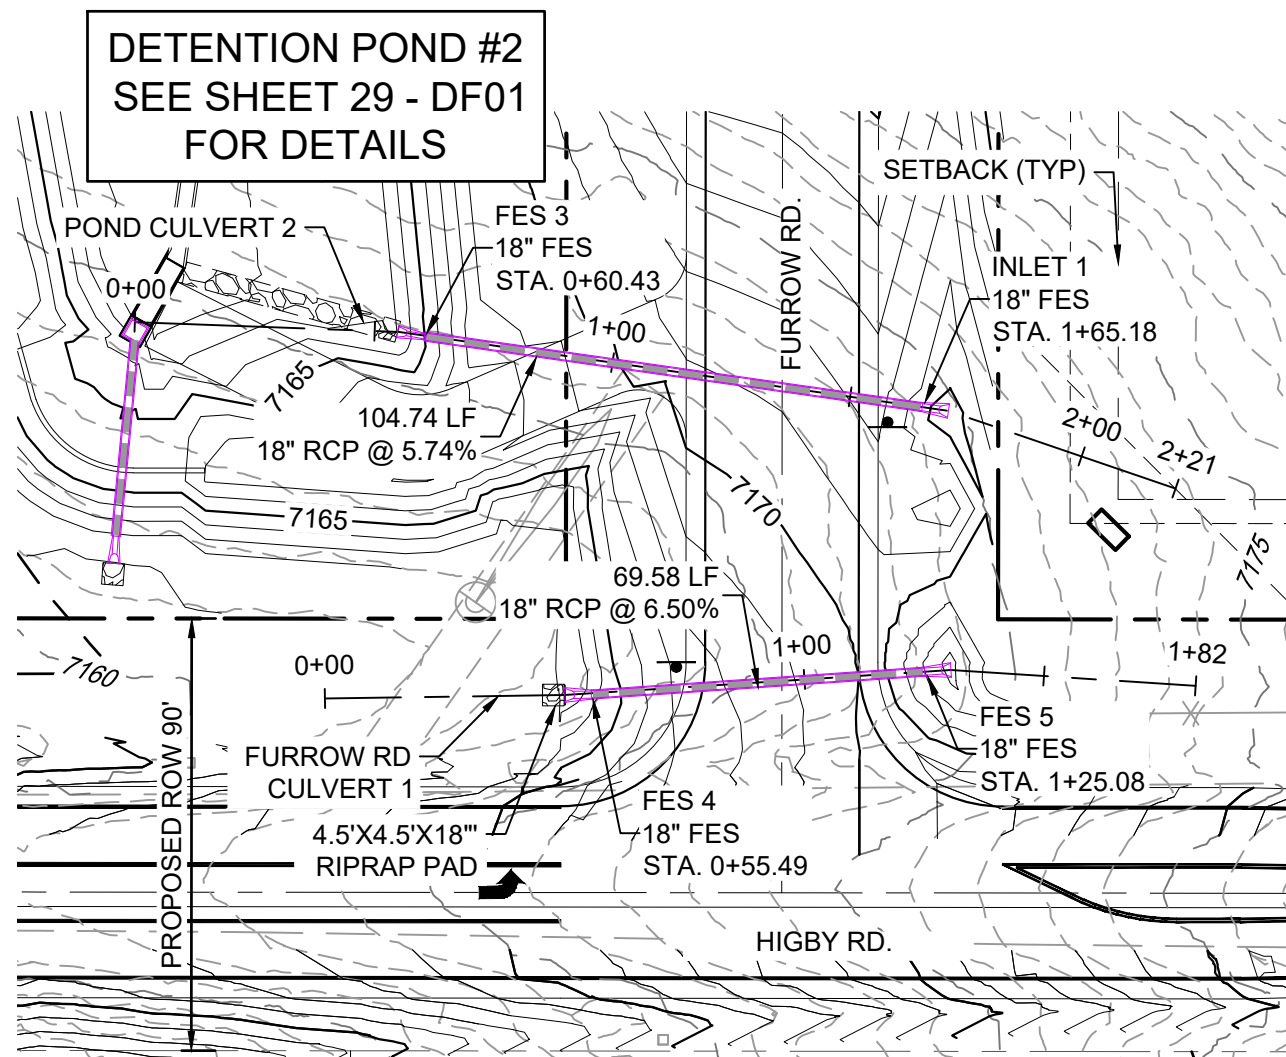 DETENTION POND #2
SEE SHEET 29 - DF01
FOR DETAILS
POND CULVERT 2
0+00
FES 3
18" FES
STA. 0+60.43
1+00
FURROW RD.
SETBACK (TYP)
INLET 1
18" FES
STA. 1+65.18
7165
104.74 LF
18" RCP @ 5.74%
2+00
2+21
7165
7170
7175
69.58 LF
18" RCP @ 6.50%
7160
0+00
1+00
1+82
PROPOSED ROW 90'
FURROW RD
CULVERT 1
4.5'X4.5'X18"'
RIPRAP PAD
FES 4
18" FES
STA. 0+55.49
FES 5
18" FES
STA. 1+25.08
HIGBY RD.